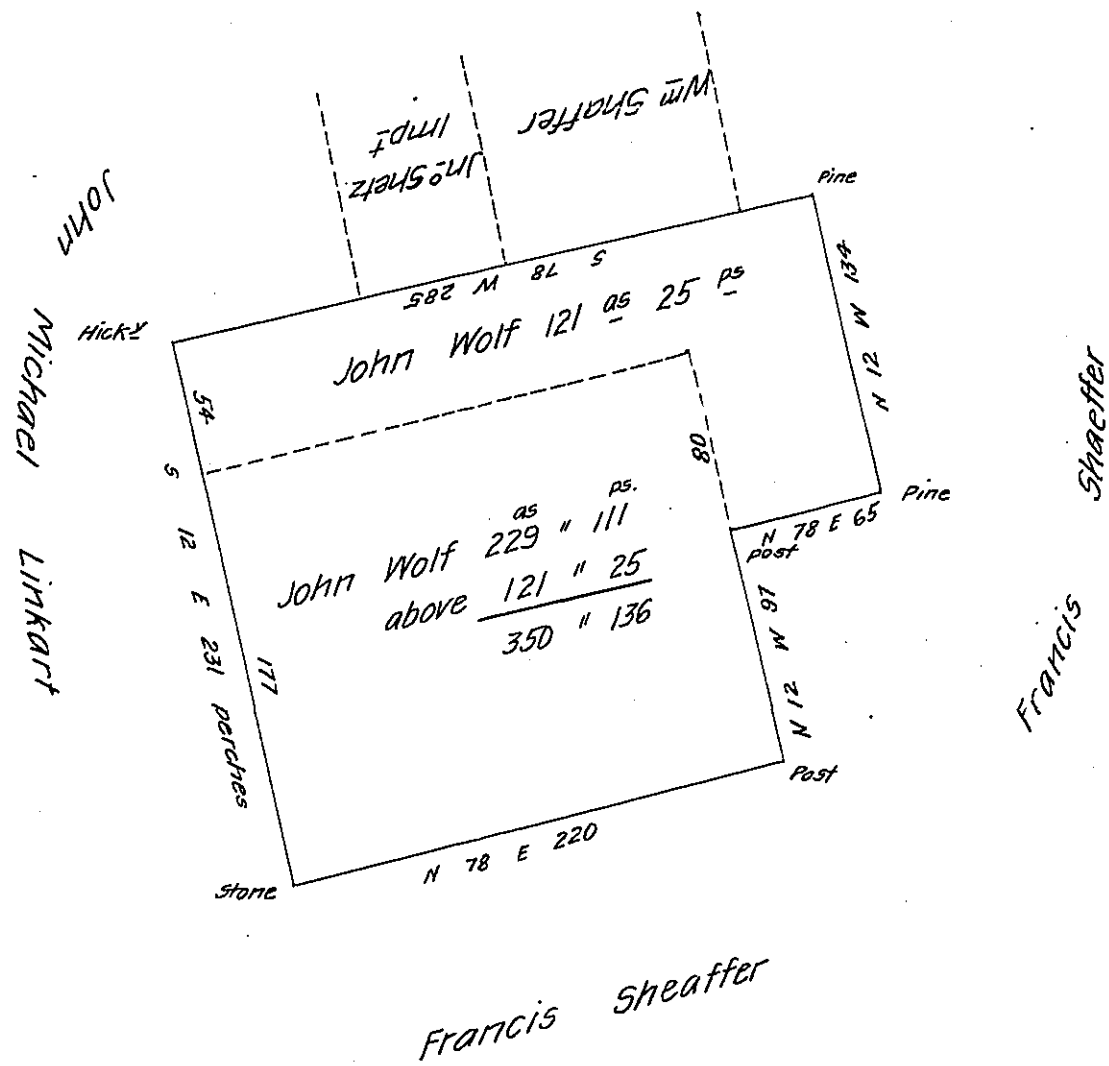 Wm Shaffer
Jno Shetz
Impt
Pine
John
Michael
Linkart
Hick-y
S 78 W 285
John Wolf 121 as 25 ps
N 12 W 134
54
80
Shaeffer
Pine
N 78 E 65
Post
as ps.
John Wolf 229 " 111
above 121 " 25
350 " 136
S 12 E 231 perches
177
N 12 W 97
Francis
Post
N 78 E 220
Stone
Francis Sheaffer